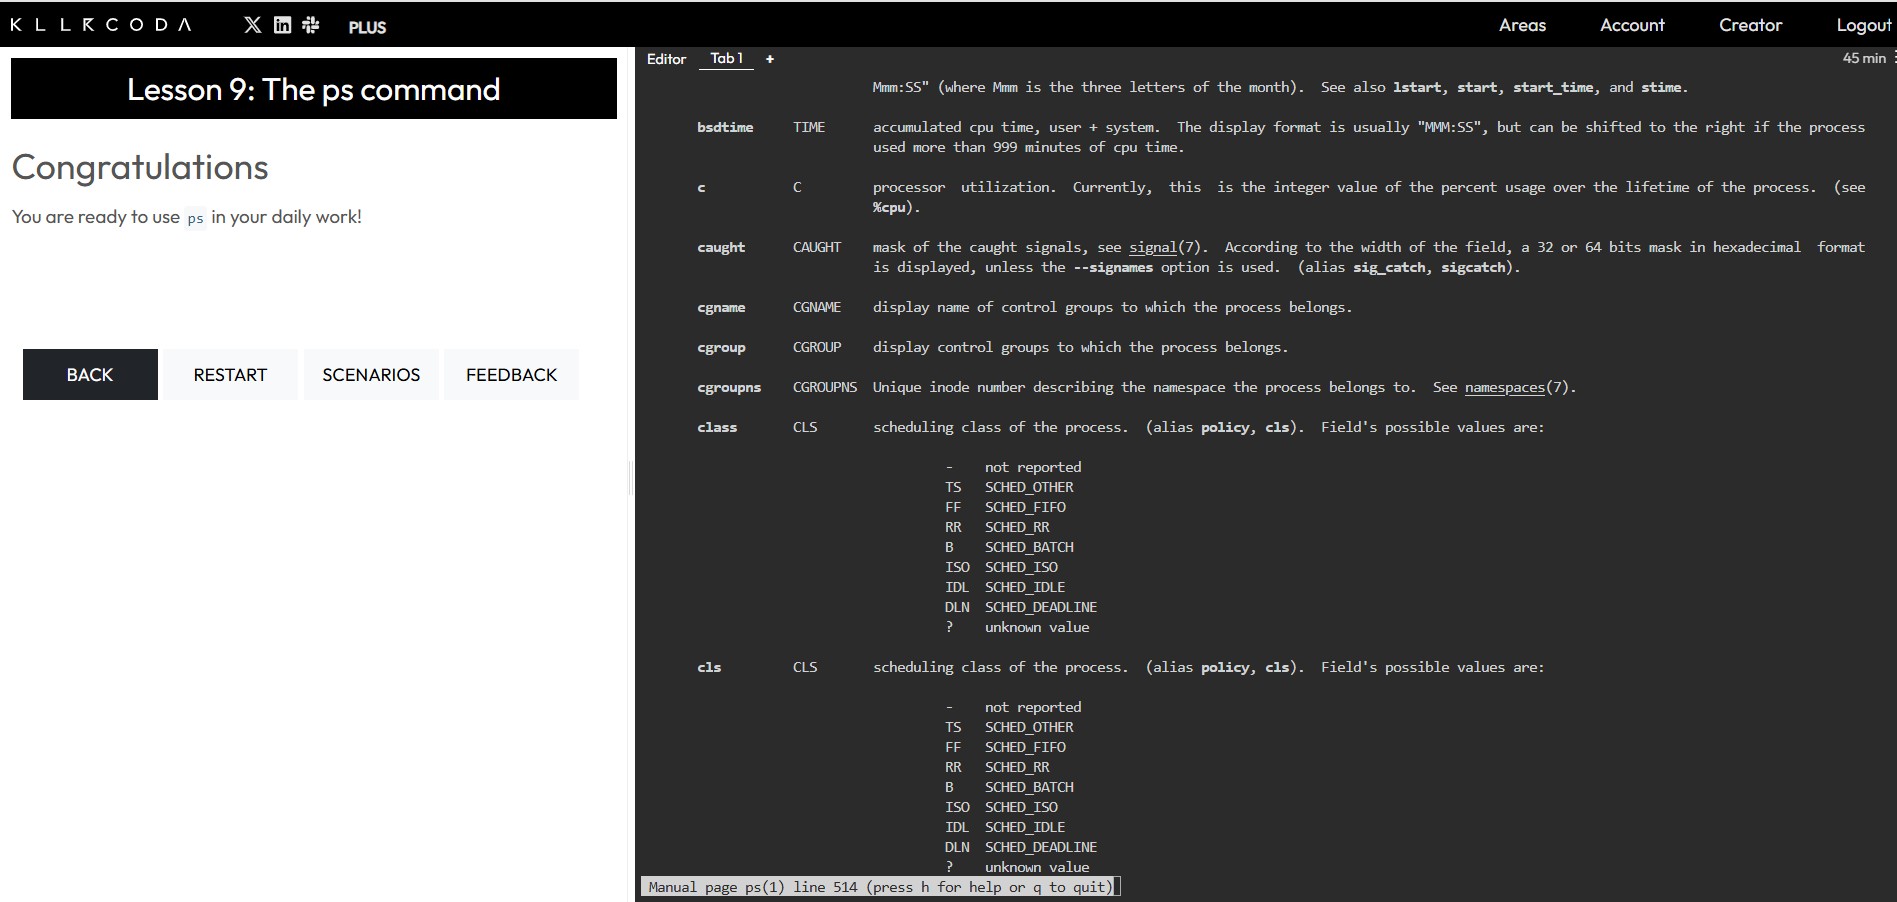 KLLRCODA PLUS Areas Account Creator Logout
Lesson 9: The ps command
Congratulations
You are ready to use ps in your daily work!
BACK RESTART SCENARIOS FEEDBACK
Editor Tab 1 + 45 min
Mmm:SS" (where Mmm is the three letters of the month). See also lstart, start, start_time, and stime.
bsdtime TIME accumulated cpu time, user + system. The display format is usually "MMM:SS", but can be shifted to the right if the process
used more than 999 minutes of cpu time.
c C processor utilization. Currently, this is the integer value of the percent usage over the lifetime of the process. (see
%cpu).
caught CAUGHT mask of the caught signals, see signal(7). According to the width of the field, a 32 or 64 bits mask in hexadecimal format
is displayed, unless the --signames option is used. (alias sig_catch, sigcatch).
cgname CGNAME display name of control groups to which the process belongs.
cgroup CGROUP display control groups to which the process belongs.
cgroupns CGROUPNS Unique inode number describing the namespace the process belongs to. See namespaces(7).
class CLS scheduling class of the process. (alias policy, cls). Field's possible values are:
- not reported
TS SCHED_OTHER
FF SCHED_FIFO
RR SCHED_RR
B SCHED_BATCH
ISO SCHED_ISO
IDL SCHED_IDLE
DLN SCHED_DEADLINE
? unknown value
cls CLS scheduling class of the process. (alias policy, cls). Field's possible values are:
- not reported
TS SCHED_OTHER
FF SCHED_FIFO
RR SCHED_RR
B SCHED_BATCH
ISO SCHED_ISO
IDL SCHED_IDLE
DLN SCHED_DEADLINE
? unknown value
Manual page ps(1) line 514 (press h for help or q to quit)